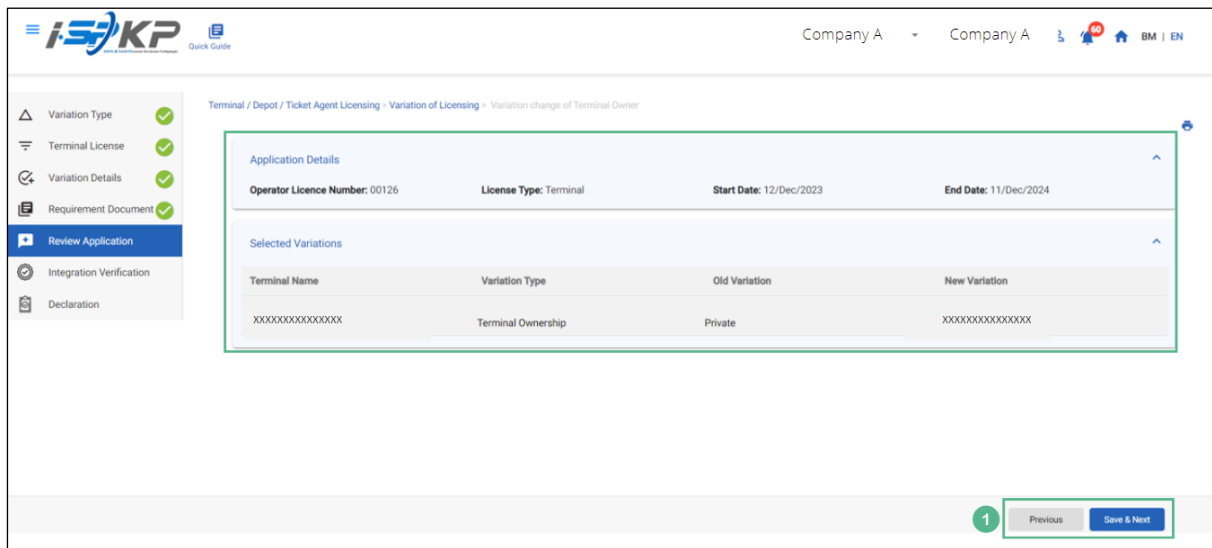 i-SPKP
Quick Guide
Company A
Company A
60
BM | EN
Variation Type
Terminal License
Variation Details
Requirement Document
Review Application
Integration Verification
Declaration
Terminal / Depot / Ticket Agent Licensing > Variation of Licensing > Variation change of Terminal Owner
Application Details
Operator Licence Number: 00126 License Type: Terminal Start Date: 12/Dec/2023 End Date: 11/Dec/2024
Selected Variations
Terminal Name Variation Type Old Variation New Variation
XXXXXXXXXXXXXXX Terminal Ownership Private XXXXXXXXXXXXXXX
1 Previous Save & Next